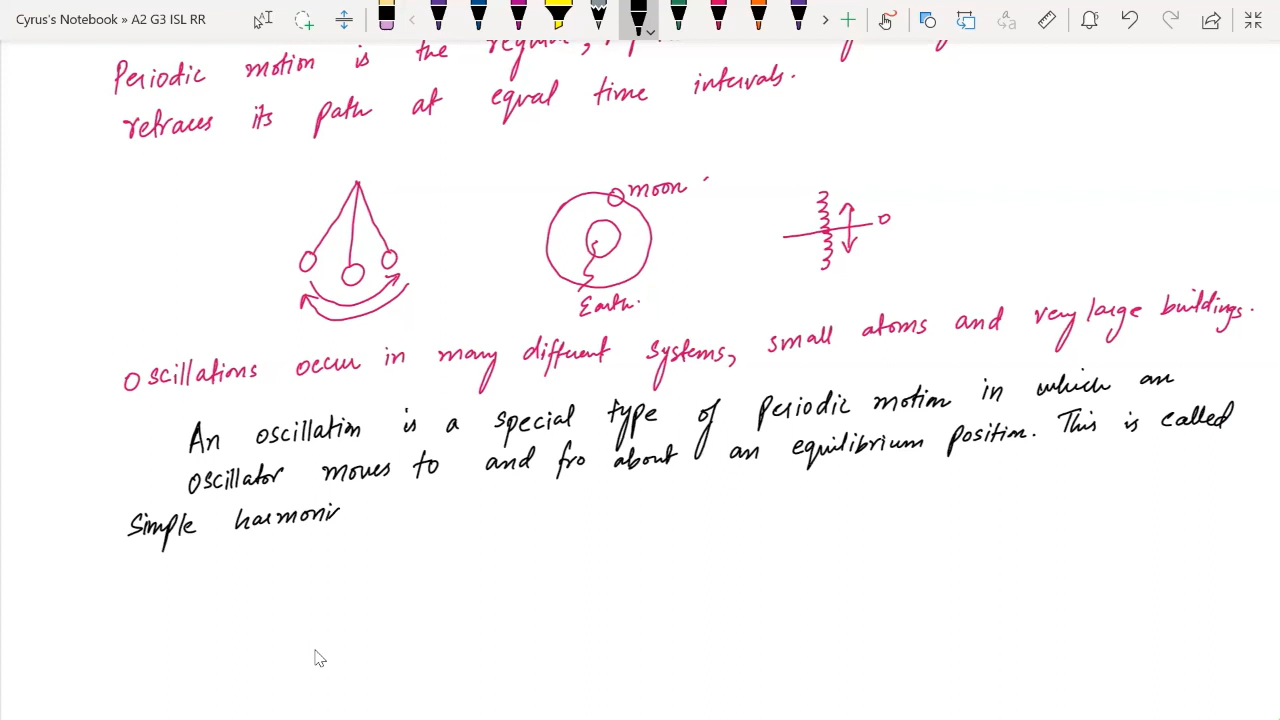 Cyrus's Notebook » A2 G3 ISL RR
Periodic motion is the
retraces its path at equal time intervals.
moon
Earth.
Oscillations occur in many different systems, small atoms and very large buildings.
An oscillation is a special type of Periodic motion in which an
oscillator moves to and fro about an equilibrium position. This is called
Simple harmoni